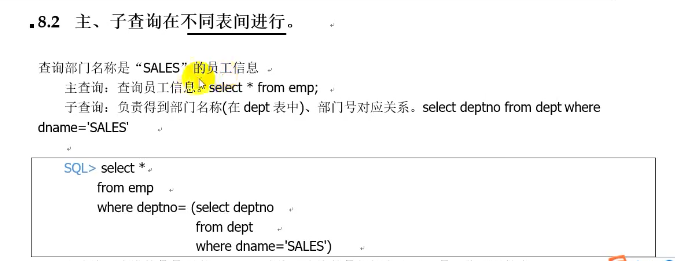 8.2 主、子查询在不同表间进行。
查询部门名称是“SALES”的员工信息
主查询：查询员工信息。select * from emp;
子查询：负责得到部门名称(在 dept 表中)、部门号对应关系。select deptno from dept where
dname='SALES'
SQL> select *
from emp
where deptno= (select deptno
from dept
where dname='SALES')